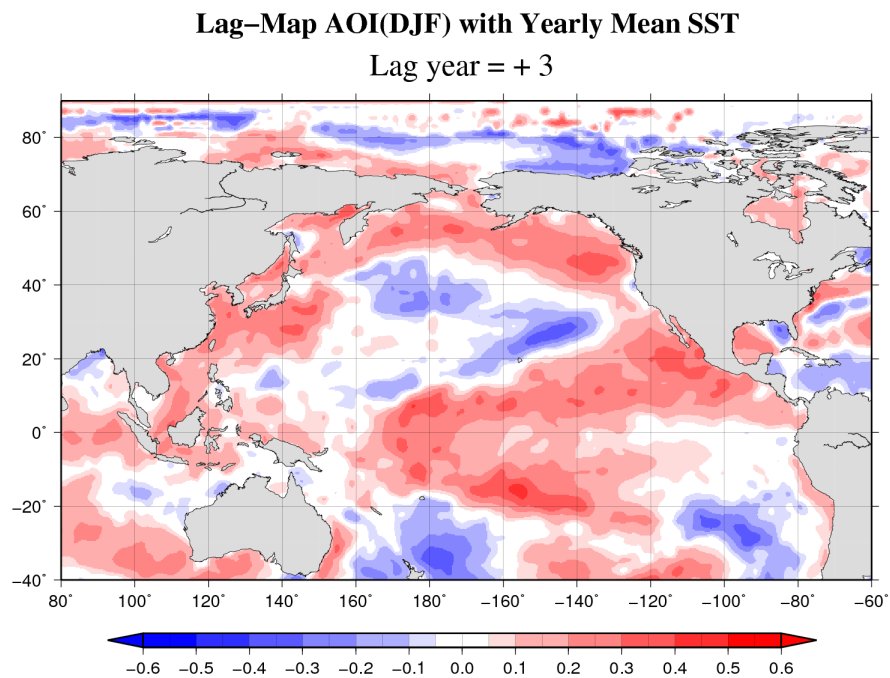 Lag−Map AOI(DJF) with Yearly Mean SST
Lag year = + 3
80˚
60˚
40˚
20˚
0˚
−20˚
−40˚
80 100 120 140 160 180˚ −160˚ −140˚ −120˚ −100˚ −80˚ −60˚
−0.6 −0.5 −0.4 −0.3 −0.2 −0.1 0.0 0.1 0.2 0.3 0.4 0.5 0.6